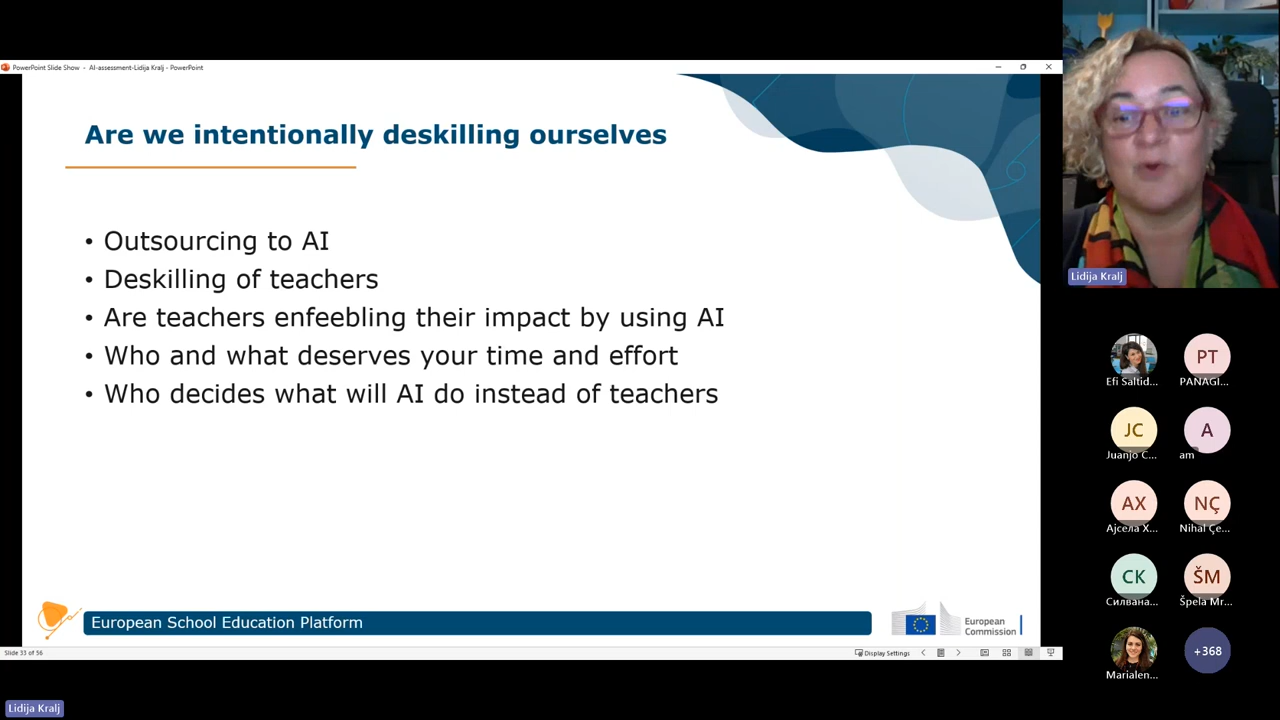 PowerPoint Slide Show - AI-assessment-Lidija Kralj - PowerPoint
Are we intentionally deskilling ourselves
• Outsourcing to AI
• Deskilling of teachers
• Are teachers enfeebling their impact by using AI
• Who and what deserves your time and effort
• Who decides what will AI do instead of teachers
European School Education Platform
European
Commission
Slide 33 of 56
Display Settings
Lidija Kralj
Lidija Kralj
Efi Saltid...
PT
PANAGI...
JC
Juanjo C...
A
am
AX
Ајсела Х...
NÇ
Nihal Çe...
СК
Силвана...
ŠM
Špela Mr...
Marialen...
+368